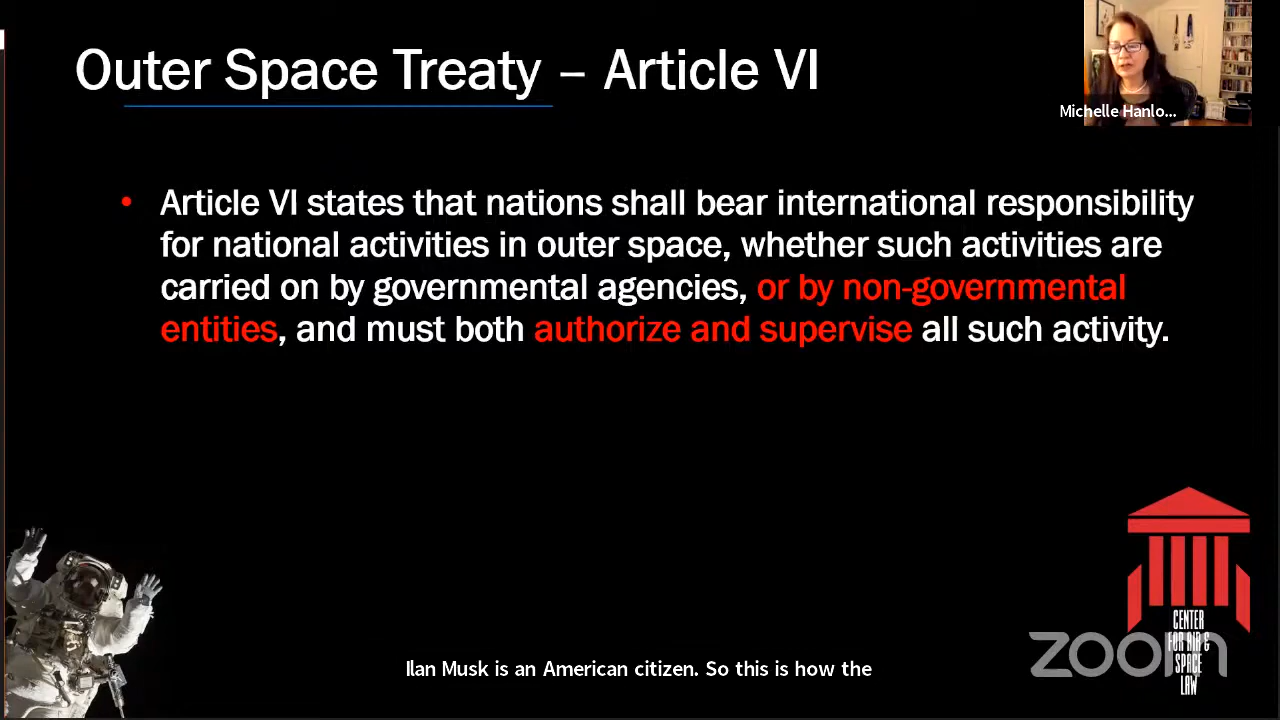 Outer Space Treaty – Article VI
Michelle Hanlo...
• Article VI states that nations shall bear international responsibility
for national activities in outer space, whether such activities are
carried on by governmental agencies, or by non-governmental
entities, and must both authorize and supervise all such activity.
CENTER
FOR AIR &
SPACE
LAW
zoom
Ilan Musk is an American citizen. So this is how the